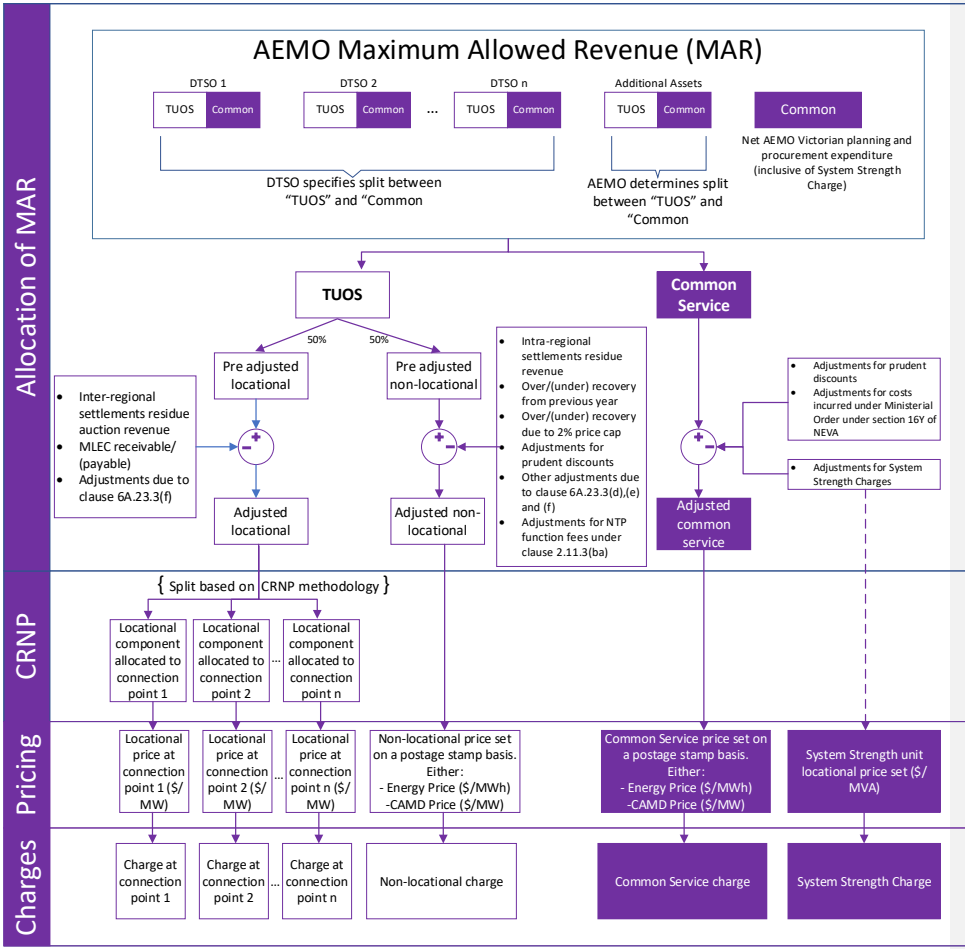 Allocation of MAR
AEMO Maximum Allowed Revenue (MAR)
DTSO 1
DTSO 2
DTSO n
Additional Assets
TUOS
Common
TUOS
Common
...
TUOS
Common
TUOS
Common
Common
Net AEMO Victorian planning and
procurement expenditure
(inclusive of System Strength
Charge)
DTSO specifies split between
“TUOS” and “Common
AEMO determines split
between “TUOS” and
“Common
TUOS
Common
Service
50%
50%
Pre adjusted
locational
Pre adjusted
non-locational
• Inter-regional
settlements residue
auction revenue
• MLEC receivable/
(payable)
• Adjustments due to
clause 6A.23.3(f)
+
-
+
-
• Intra-regional
settlements residue
revenue
• Over/(under) recovery
from previous year
• Over/(under) recovery
due to 2% price cap
• Adjustments for
prudent discounts
• Other adjustments due
to clause 6A.23.3(d),(e)
and (f)
• Adjustments for NTP
function fees under
clause 2.11.3(ba)
+
-
• Adjustments for prudent
discounts
• Adjustments for costs
incurred under Ministerial
Order under section 16Y of
NEVA
• Adjustments for System
Strength Charges
Adjusted
locational
Adjusted non-
locational
Adjusted
common
service
CRNP
{ Split based on CRNP methodology }
Locational
component
allocated to
connection
point 1
Locational
component
allocated to
connection
point 2
...
Locational
component
allocated to
connection
point n
Pricing
Locational
price at
connection
point 1 ($/
MW)
Locational
price at
connection
point 2 ($/
MW)
...
Locational
price at
connection
point n ($/
MW)
Non-locational price set
on a postage stamp basis.
Either:
- Energy Price ($/MWh)
-CAMD Price ($/MW)
Common Service price set on
a postage stamp basis.
Either:
- Energy Price ($/MWh)
-CAMD Price ($/MW)
System Strength unit
locational price set ($/
MVA)
Charges
Charge at
connection
point 1
Charge at
connection
point 2
...
Charge at
connection
point n
Non-locational charge
Common Service charge
System Strength Charge